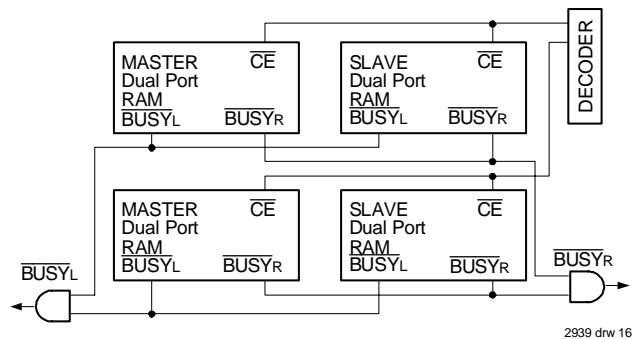 MASTER
Dual Port
RAM
CE
BUSYL
BUSYR
SLAVE
Dual Port
RAM
CE
BUSYL
BUSYR
DECODER
MASTER
Dual Port
RAM
CE
BUSYL
BUSYR
SLAVE
Dual Port
RAM
CE
BUSYL
BUSYR
BUSYL
BUSYR
2939 drw 16